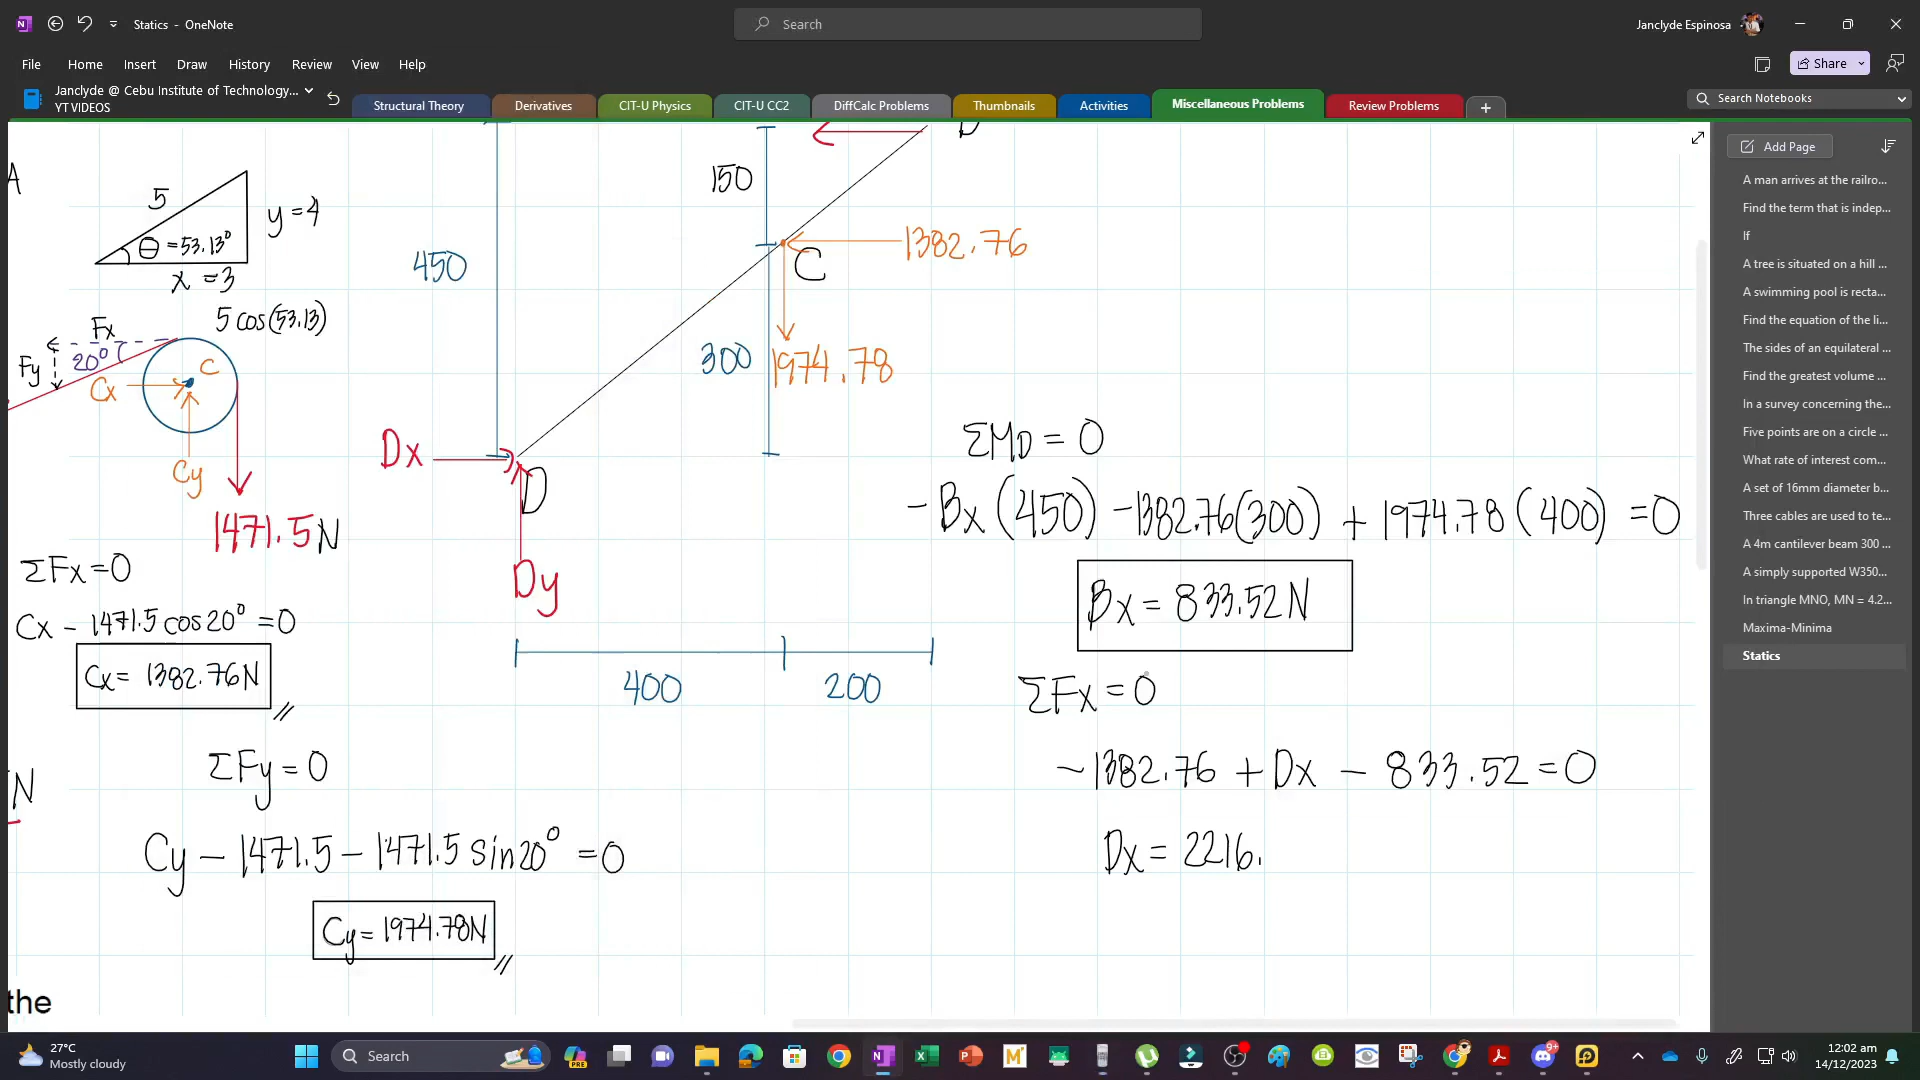 Statics - OneNote
Search
Janclyde Espinosa
File Home Insert Draw History Review View Help
Share
Janclyde @ Cebu Institute of Technology...
YT VIDEOS
Structural Theory
Derivatives
CIT-U Physics
CIT-U CC2
DiffCalc Problems
Thumbnails
Activities
Miscellaneous Problems
Review Problems
+
Search Notebooks
Add Page
A man arrives at the railro...
Find the term that is indep...
If
A tree is situated on a hill ...
A swimming pool is recta...
Find the equation of the li...
The sides of an equilateral ...
Find the greatest volume ...
In a survey concerning the...
Five points are on a circle ...
What rate of interest com...
A set of 16mm diameter b...
Three cables are used to te...
A 4m cantilever beam 300 ...
A simply supported W350...
In triangle MNO, MN = 4.2...
Maxima-Minima
Statics
A
5
y = 4
θ = 53.13°
x = 3
5 cos(53.13)
Fx
Fy
20°
C
Cx
Cy
1471.5 N
ΣFx = 0
Cx - 1471.5 cos20° = 0
Cx = 1382.76 N
N
ΣFy = 0
Cy - 1471.5 - 1471.5 sin20° = 0
Cy = 1974.78 N
the
150
450
1382.76
C
300
1974.78
Dx
D
Dy
400
200
ΣMD = 0
- Bx (450) - 1382.76(300) + 1974.78 (400) = 0
Bx = 833.52 N
ΣFx = 0
- 1382.76 + Dx - 833.52 = 0
Dx = 2216.
27°C
Mostly cloudy
Search
12:02 am
14/12/2023